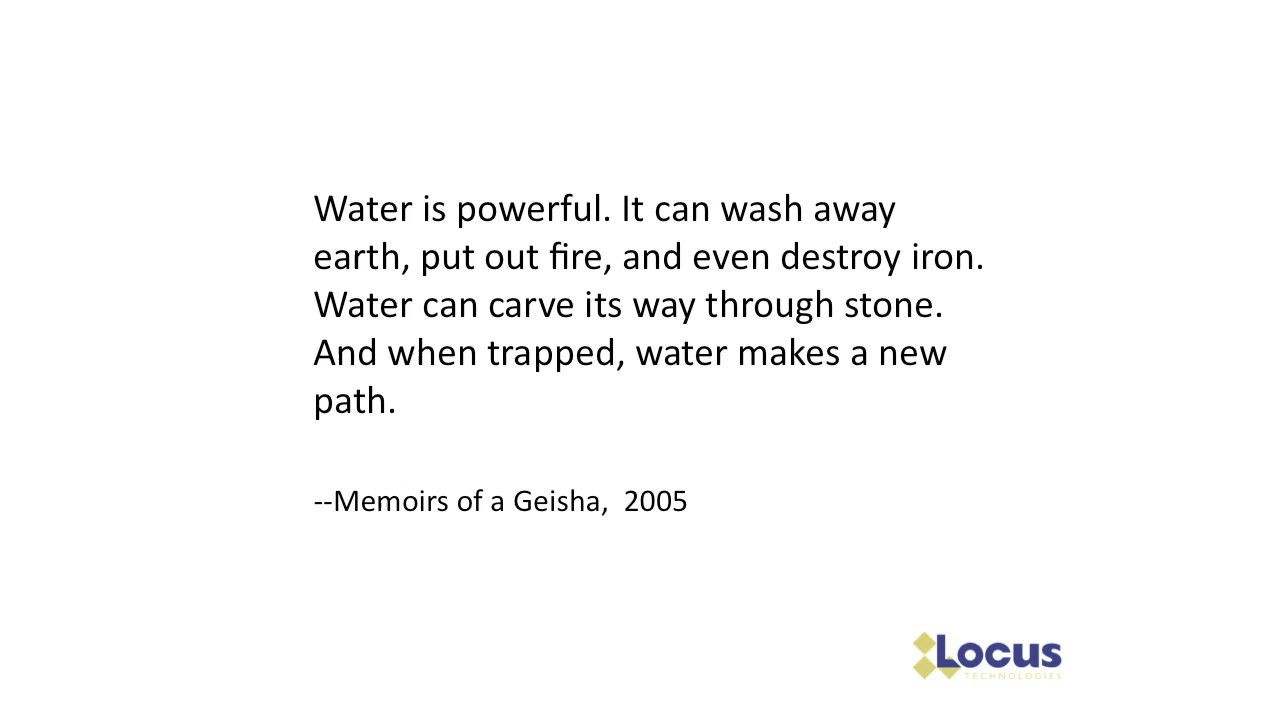 Water is powerful. It can wash away
earth, put out fire, and even destroy iron.
Water can carve its way through stone.
And when trapped, water makes a new
path.
--Memoirs of a Geisha,  2005
Locus
TECHNOLOGIES